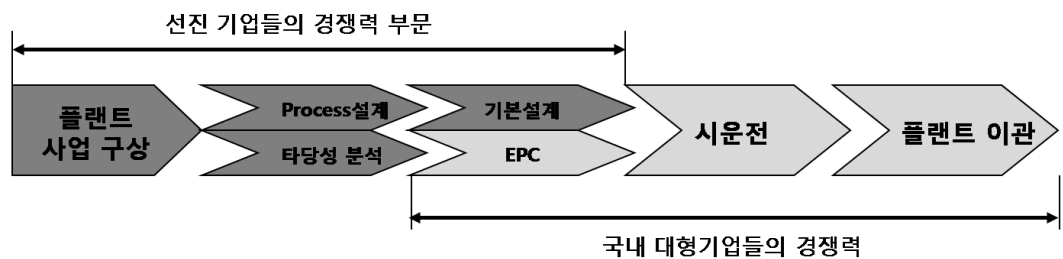 선진 기업들의 경쟁력 부문
플랜트
사업 구상
Process설계
타당성 분석
기본설계
EPC
시운전
플랜트 이관
국내 대형기업들의 경쟁력